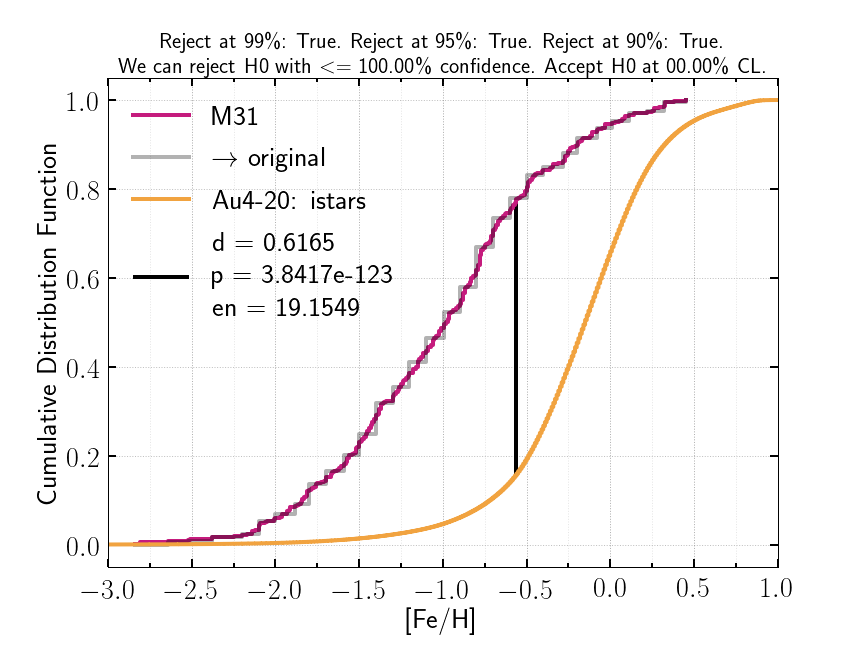 Reject at 99%: True. Reject at 95%: True. Reject at 90%: True.
We can reject H0 with <= 100.00% confidence. Accept H0 at 00.00% CL.
M31
→ original
Au4-20: istars
d = 0.6165
p = 3.8417e-123
en = 19.1549
Cumulative Distribution Function
1.0
0.8
0.6
0.4
0.2
0.0
−3.0 −2.5 −2.0 −1.5 −1.0 −0.5 0.0 0.5 1.0
[Fe/H]